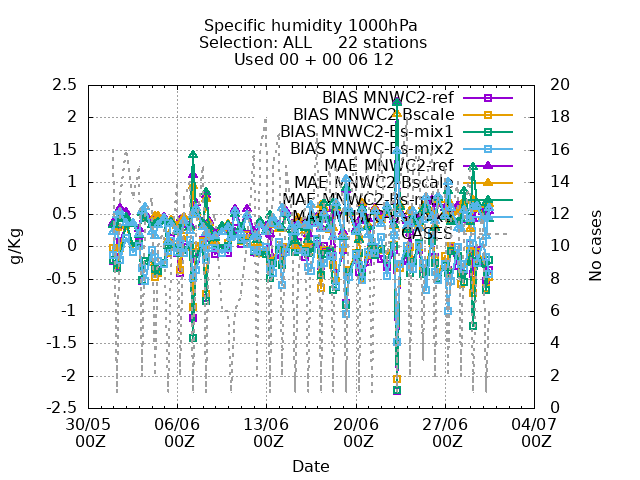 Specific humidity 1000hPa
Selection: ALL 22 stations
Used 00 + 00 06 12
BIAS MNWC2-ref
BIAS MNWC2-Bscale
BIAS MNWC-Bs-mix1
BIAS MNWC-Bs-mix2
MAE MNWC2-ref
MAE MNWC2-Bscale
CASES
2.5
2
1.5
1
0.5
0
-0.5
-1
-1.5
-2
-2.5
g/Kg
20
18
16
14
12
10
8
6
4
2
0
No cases
30/05 06/06 13/06 20/06 27/06 04/07
00Z 00Z 00Z 00Z 00Z 00Z
Date